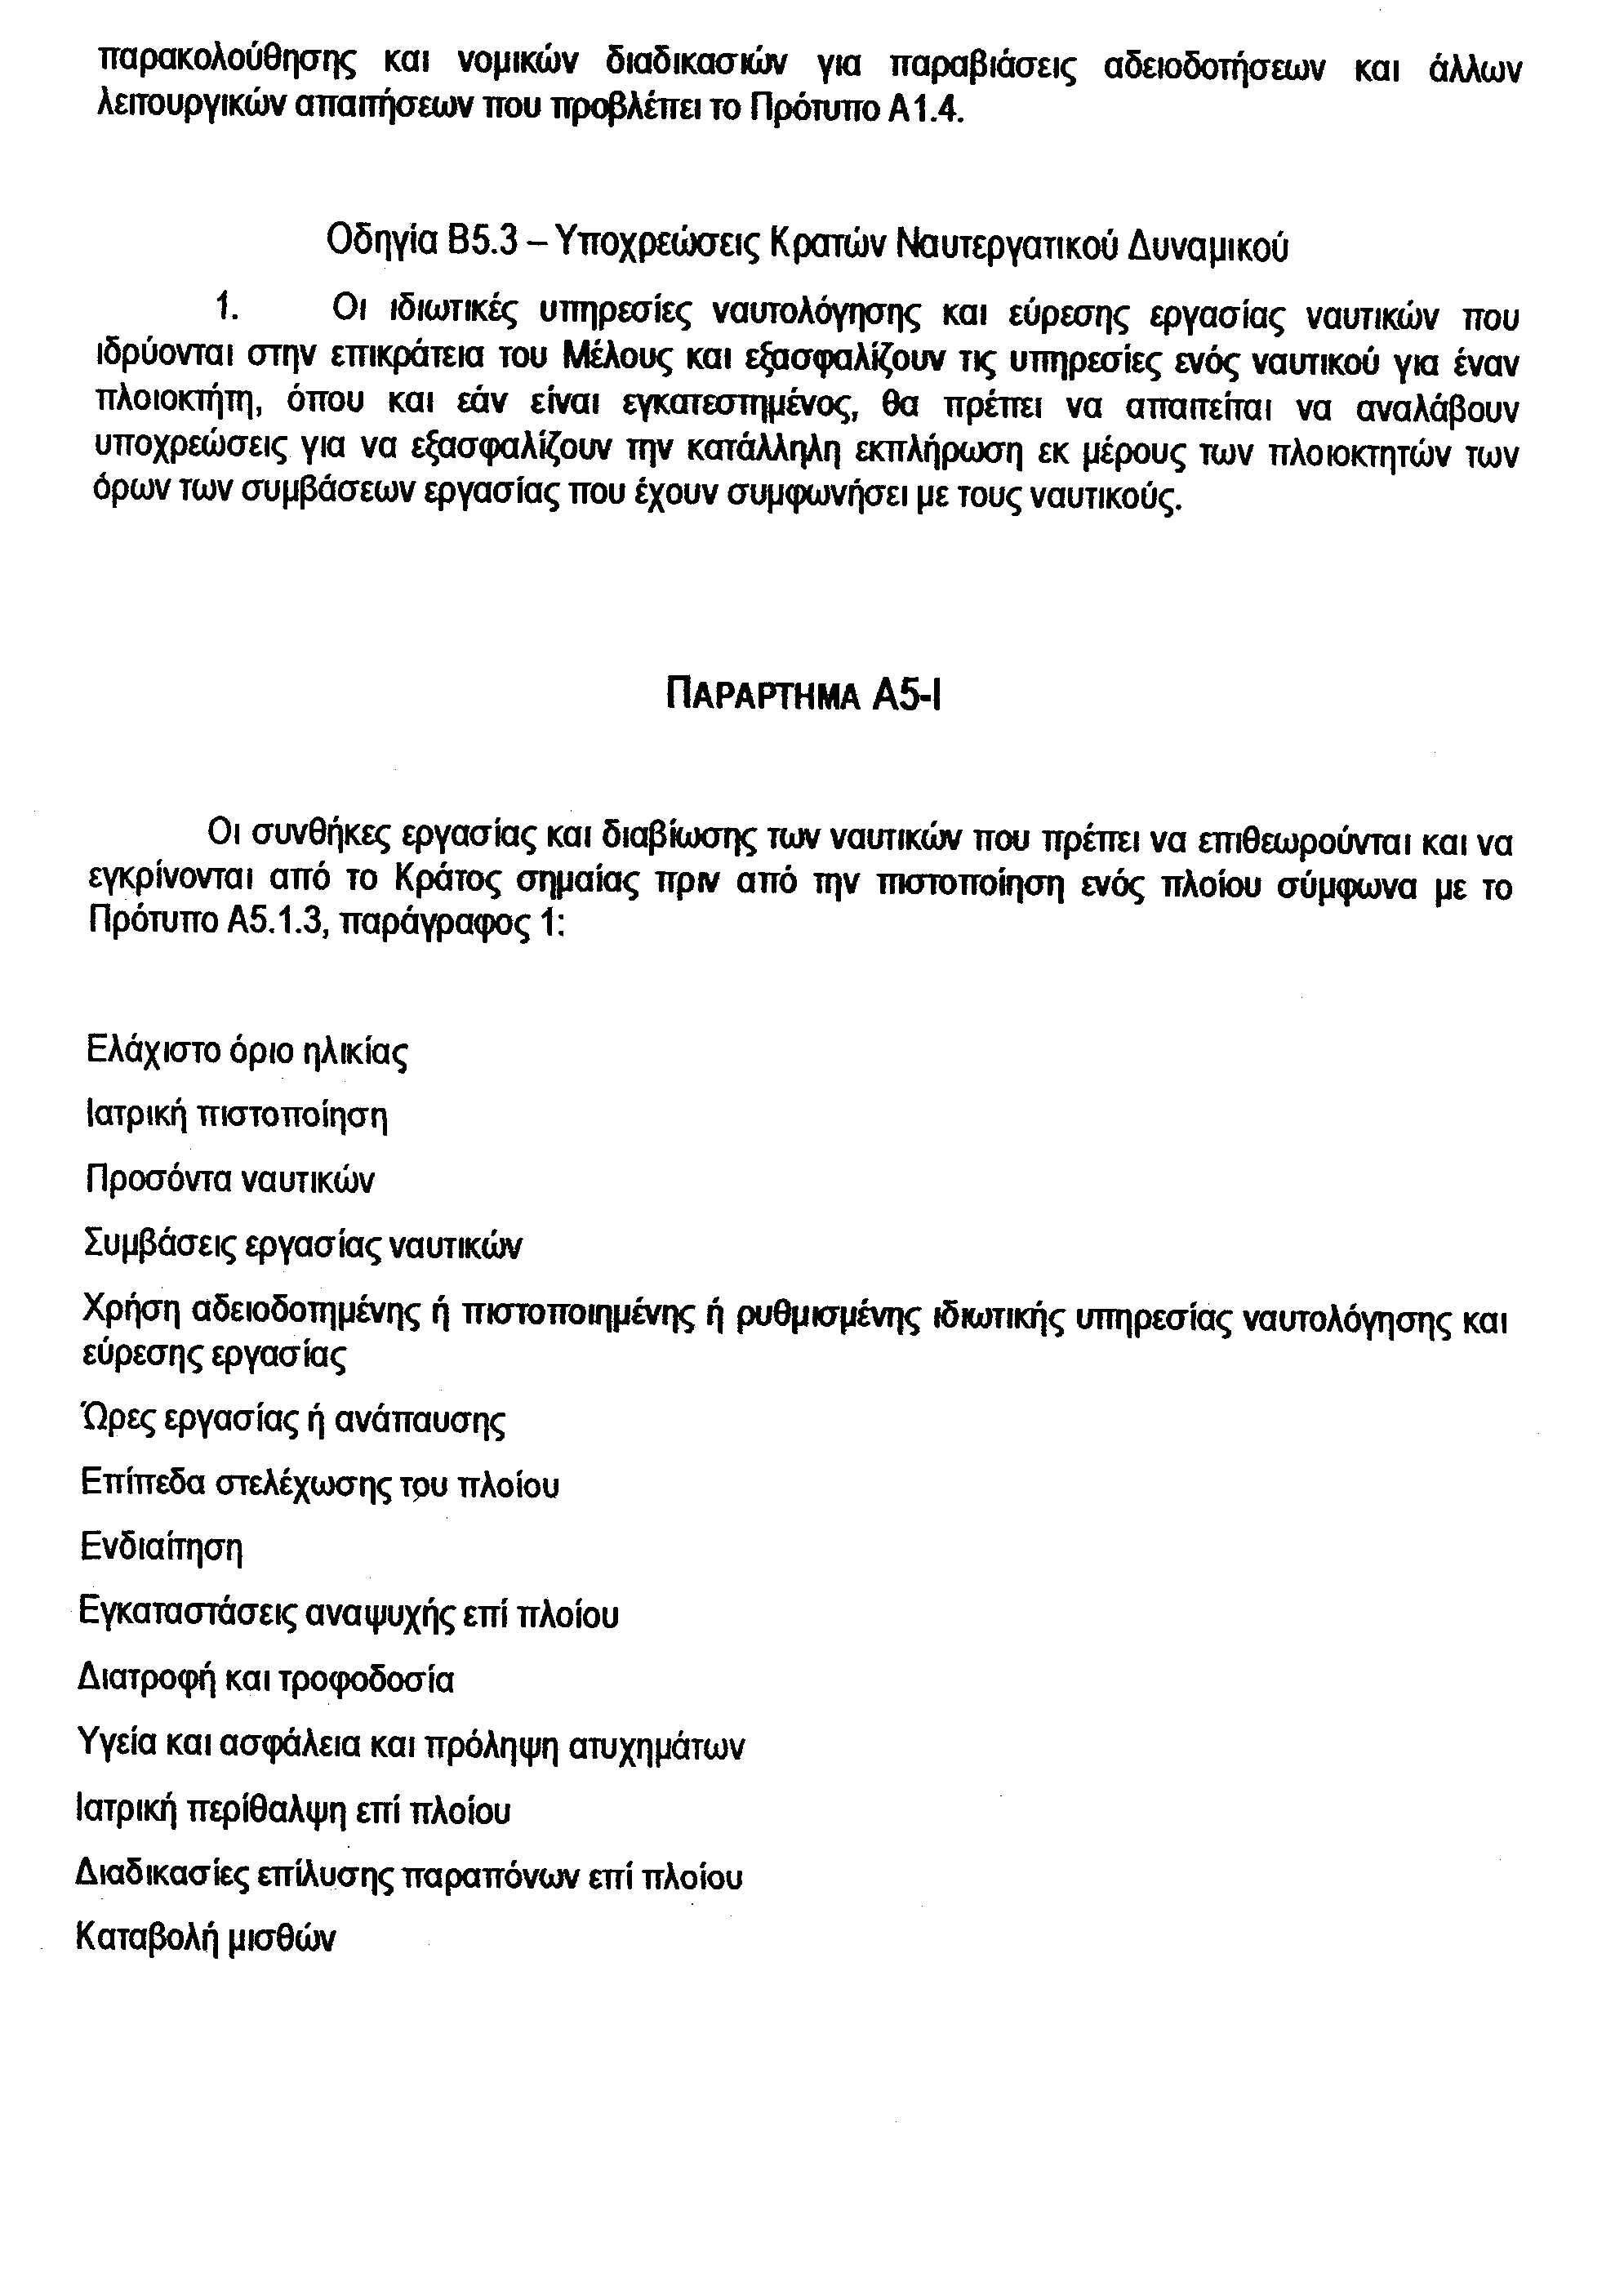 παρακολούθησης και νομικών διαδικασιών για παραβιάσεις αδειοδοτήσεων και άλλων
λειτουργικών απαιτήσεων που προβλέπει το Πρότυπο Α1.4.
Οδηγία Β5.3 – Υποχρεώσεις Κρατών Ναυτεργατικού Δυναμικού
1. Οι ιδιωτικές υπηρεσίες ναυτολόγησης και εύρεσης εργασίας ναυτικών που
ιδρύονται στην επικράτεια του Μέλους και εξασφαλίζουν τις υπηρεσίες ενός ναυτικού για έναν
πλοιοκτήτη, όπου και εάν είναι εγκατεστημένος, θα πρέπει να απαιτείται να αναλάβουν
υποχρεώσεις για να εξασφαλίζουν την κατάλληλη εκπλήρωση εκ μέρους των πλοιοκτητών των
όρων των συμβάσεων εργασίας που έχουν συμφωνήσει με τους ναυτικούς.
ΠΑΡΑΡΤΗΜΑ Α5-Ι
Οι συνθήκες εργασίας και διαβίωσης των ναυτικών που πρέπει να επιθεωρούνται και να
εγκρίνονται από το Κράτος σημαίας πριν από την πιστοποίηση ενός πλοίου σύμφωνα με το
Πρότυπο Α5.1.3, παράγραφος 1:
Ελάχιστο όριο ηλικίας
Ιατρική πιστοποίηση
Προσόντα ναυτικών
Συμβάσεις εργασίας ναυτικών
Χρήση αδειοδοτημένης ή πιστοποιημένης ή ρυθμισμένης ιδιωτικής υπηρεσίας ναυτολόγησης και
εύρεσης εργασίας
Ώρες εργασίας ή ανάπαυσης
Επίπεδα στελέχωσης του πλοίου
Ενδιαίτηση
Εγκαταστάσεις αναψυχής επί πλοίου
Διατροφή και τροφοδοσία
Υγεία και ασφάλεια και πρόληψη ατυχημάτων
Ιατρική περίθαλψη επί πλοίου
Διαδικασίες επίλυσης παραπόνων επί πλοίου
Καταβολή μισθών